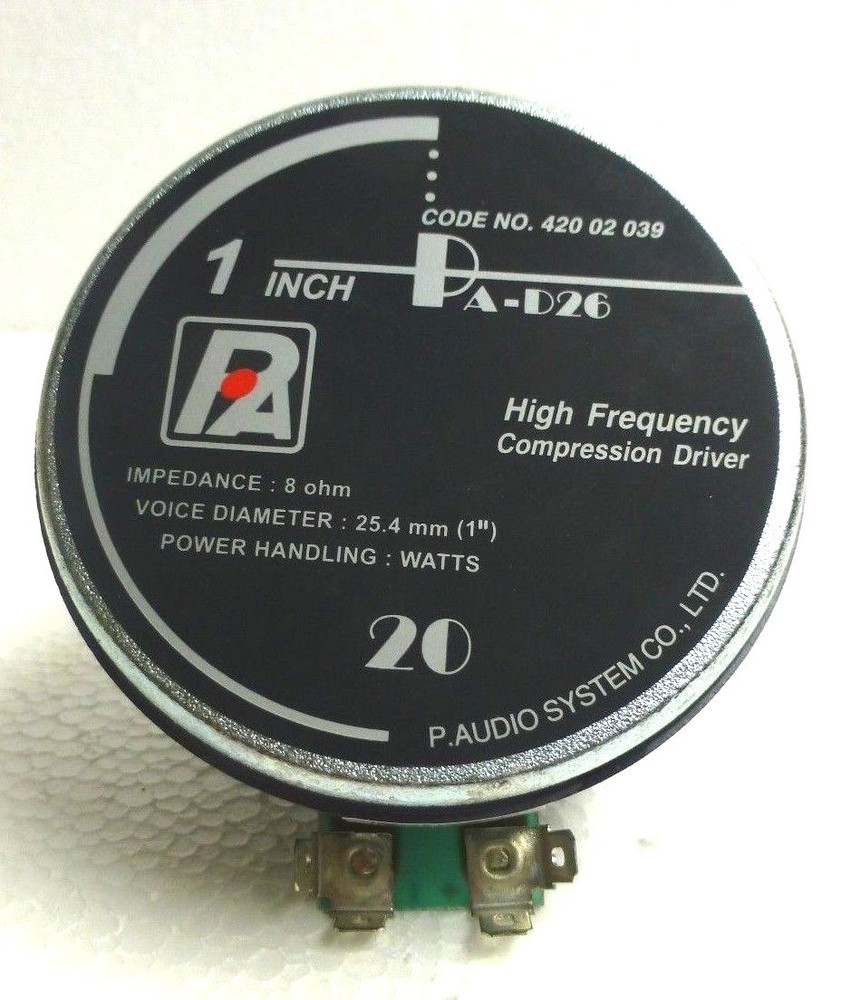 CODE NO. 420 02 039
1 INCH
PA-D26
PA
High Frequency
Compression Driver
IMPEDANCE : 8 ohm
VOICE DIAMETER : 25.4 mm (1")
POWER HANDLING : WATTS
20
P.AUDIO SYSTEM CO., LTD.